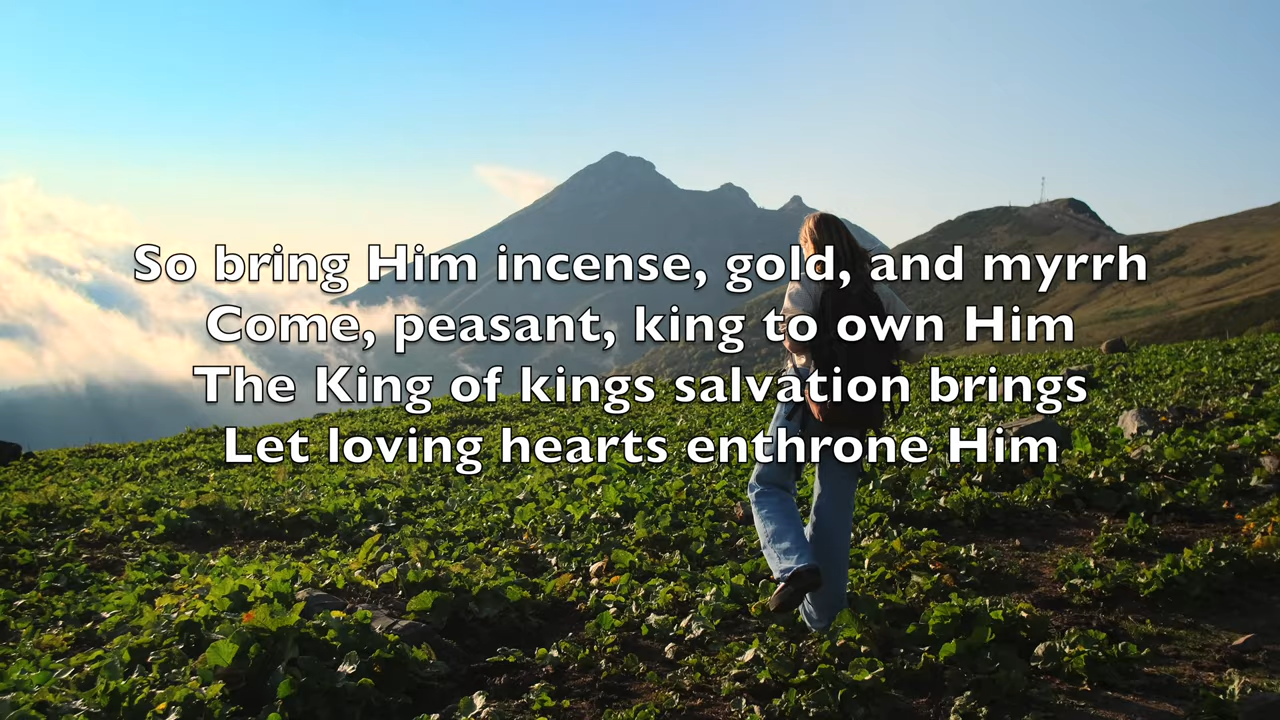 So bring Him incense, gold, and myrrh
Come, peasant, king to own Him
The King of kings salvation brings
Let loving hearts enthrone Him